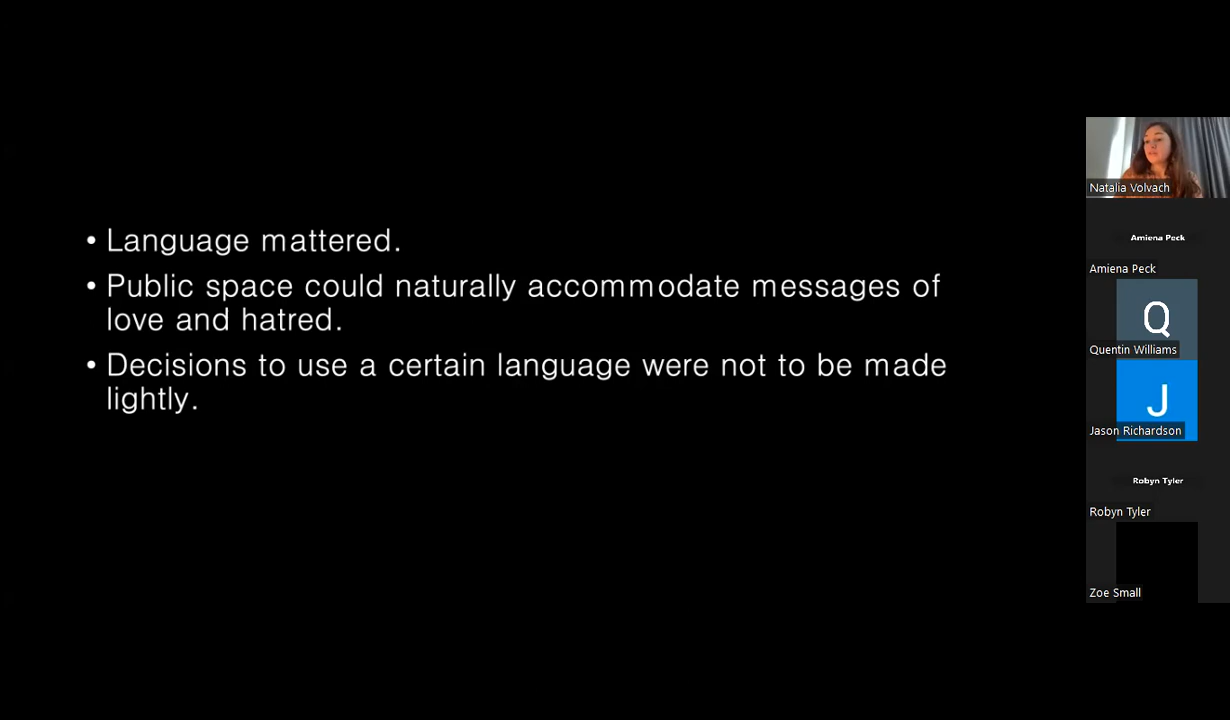 • Language mattered.
• Public space could naturally accommodate messages of
love and hatred.
• Decisions to use a certain language were not to be made
lightly.
Natalia Volvach
Amiena Peck
Amiena Peck
Q
Quentin Williams
J
Jason Richardson
Robyn Tyler
Robyn Tyler
Zoe Small